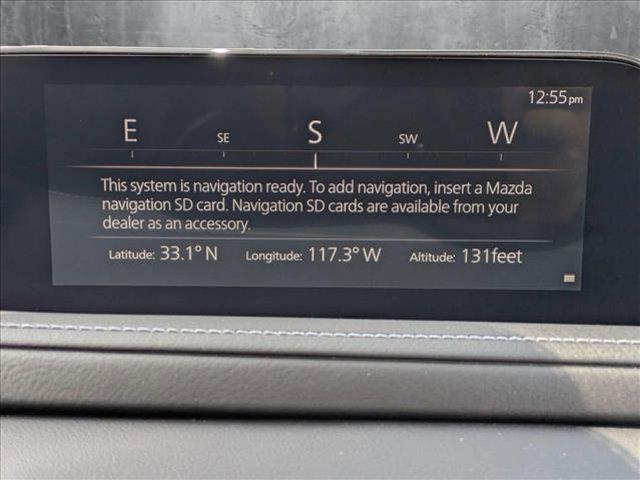 12:55pm
E SE S SW W
This system is navigation ready. To add navigation, insert a Mazda
navigation SD card. Navigation SD cards are available from your
dealer as an accessory.
Latitude: 33.1° N Longitude: 117.3° W Altitude: 131feet